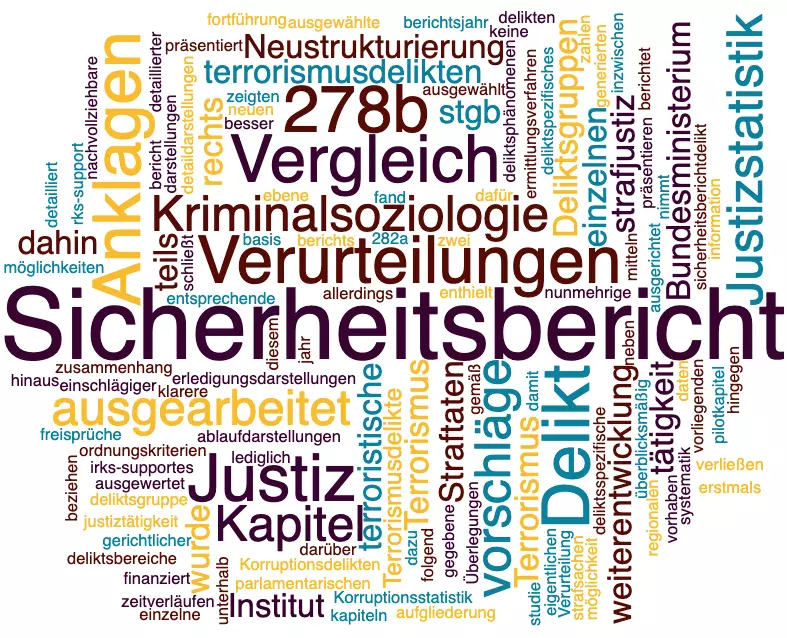 fortführung
ausgewählte
berichtsjahr
delikten
keine
präsentiert
Neustrukturierung
terrorismusdelikten
zeigten
ausgewählt
neuen
278b
stgb
besser
Vergleich
nachvollziehbare
detailliert
rks-support
Anklagen
bericht
detaillierter
darstellungen
detaildarstellungen
rechts
deliktsphänomenen
ermittlungsverfahren
deliktspezifisches
Deliktsgruppen
zahlen
generierten
einzelnen
inzwischen
strafjustiz
berichtet
präsentieren
mitteln
nimmt
ausgerichtet
Bundesministerium
sicherheitsberichtdelikt
information
Justizstatistik
ebene
fand
dafür
Kriminalsoziologie
dahin
teils
schließt
basis
berichts
282a
zwei
möglichkeiten
Verurteilungen
entsprechende
allerdings
enthielt
nunmehrige
Sicherheitsbericht
diesem
jahr
neben
zusammenhang
hinaus
einschlägiger
erledigungsdarstellungen
klarere
ausgearbeitet
freisprüche
ablaufdarstellungen
ordnungskriterien
lediglich
beziehen
irks-supportes
ausgewertet
Justiz
deliktsgruppe
Kapitel
justiztätigkeit
wurde
gerichtlicher
darüber
deliktsbereiche
Korruptionsdelikten
finanziert
unterhalb
parlamentarischen
zeitverläufen
Institut
Korruptionsstatistik
einzelne
kapiteln
aufgliederung
terroristische
Terrorismusdelikte
Terrorismus
dazu
folgend
Straftaten
gegebene
gemäß
Überlegungen
vorschläge
Terrorismus
damit
studie
Delikt
eigentlichen
Verurteilung
strafsachen
möglichkeit
deliktsspezifische
weiterentwicklung
überblicksmäßig
regionalen
tätigkeit
vorhaben
daten
systematik
vorliegenden
pilotkapitel
hingegen
verließen
erstmals